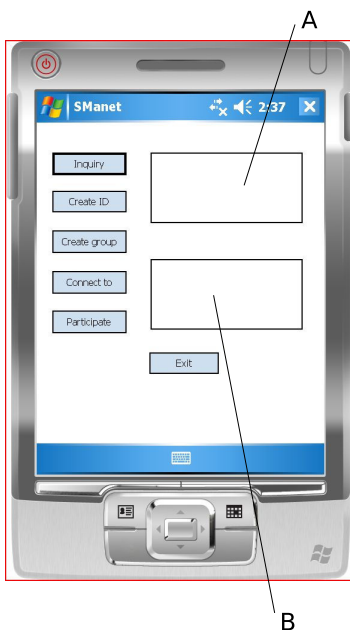 A
SManet 2:37
Inquiry
Create ID
Create group
Connect to
Participate
Exit
B